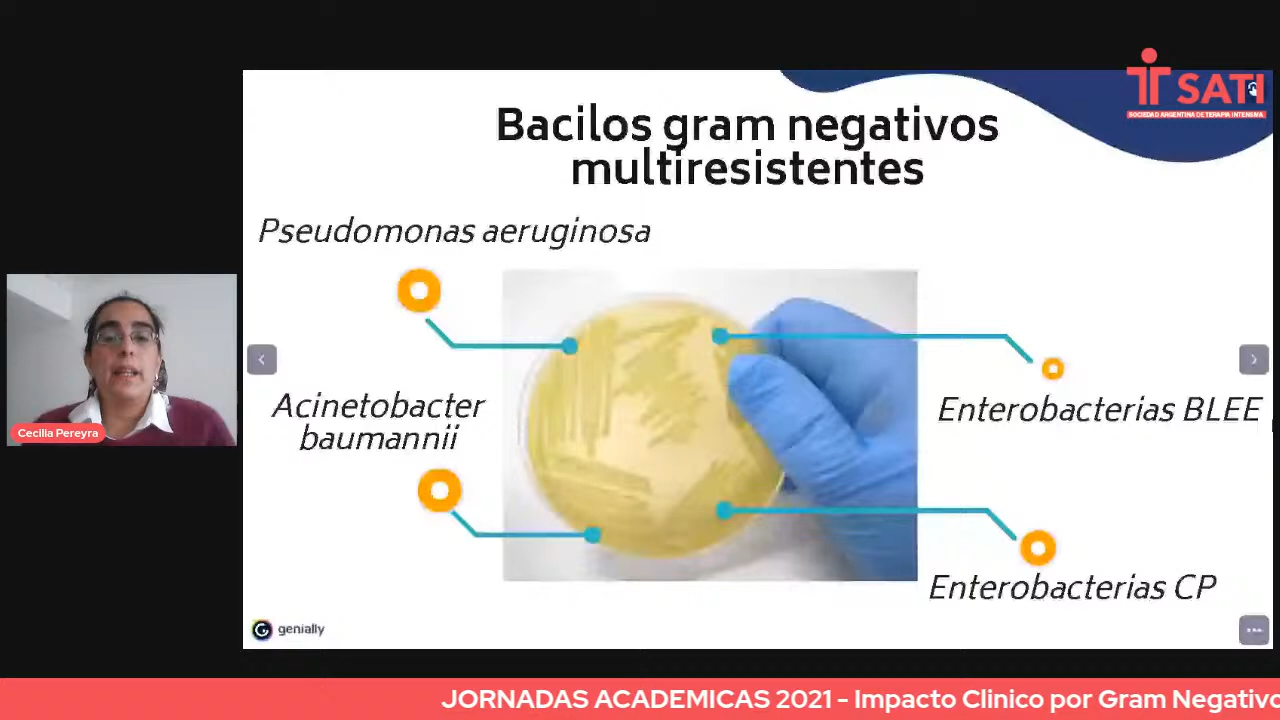 SATI
SOCIEDAD ARGENTINA DE TERAPIA INTENSIVA
Bacilos gram negativos
multiresistentes
Pseudomonas aeruginosa
Acinetobacter
baumannii
Enterobacterias BLEE
Enterobacterias CP
Cecilia Pereyra
genially
JORNADAS ACADEMICAS 2021 - Impacto Clinico por Gram Negativo